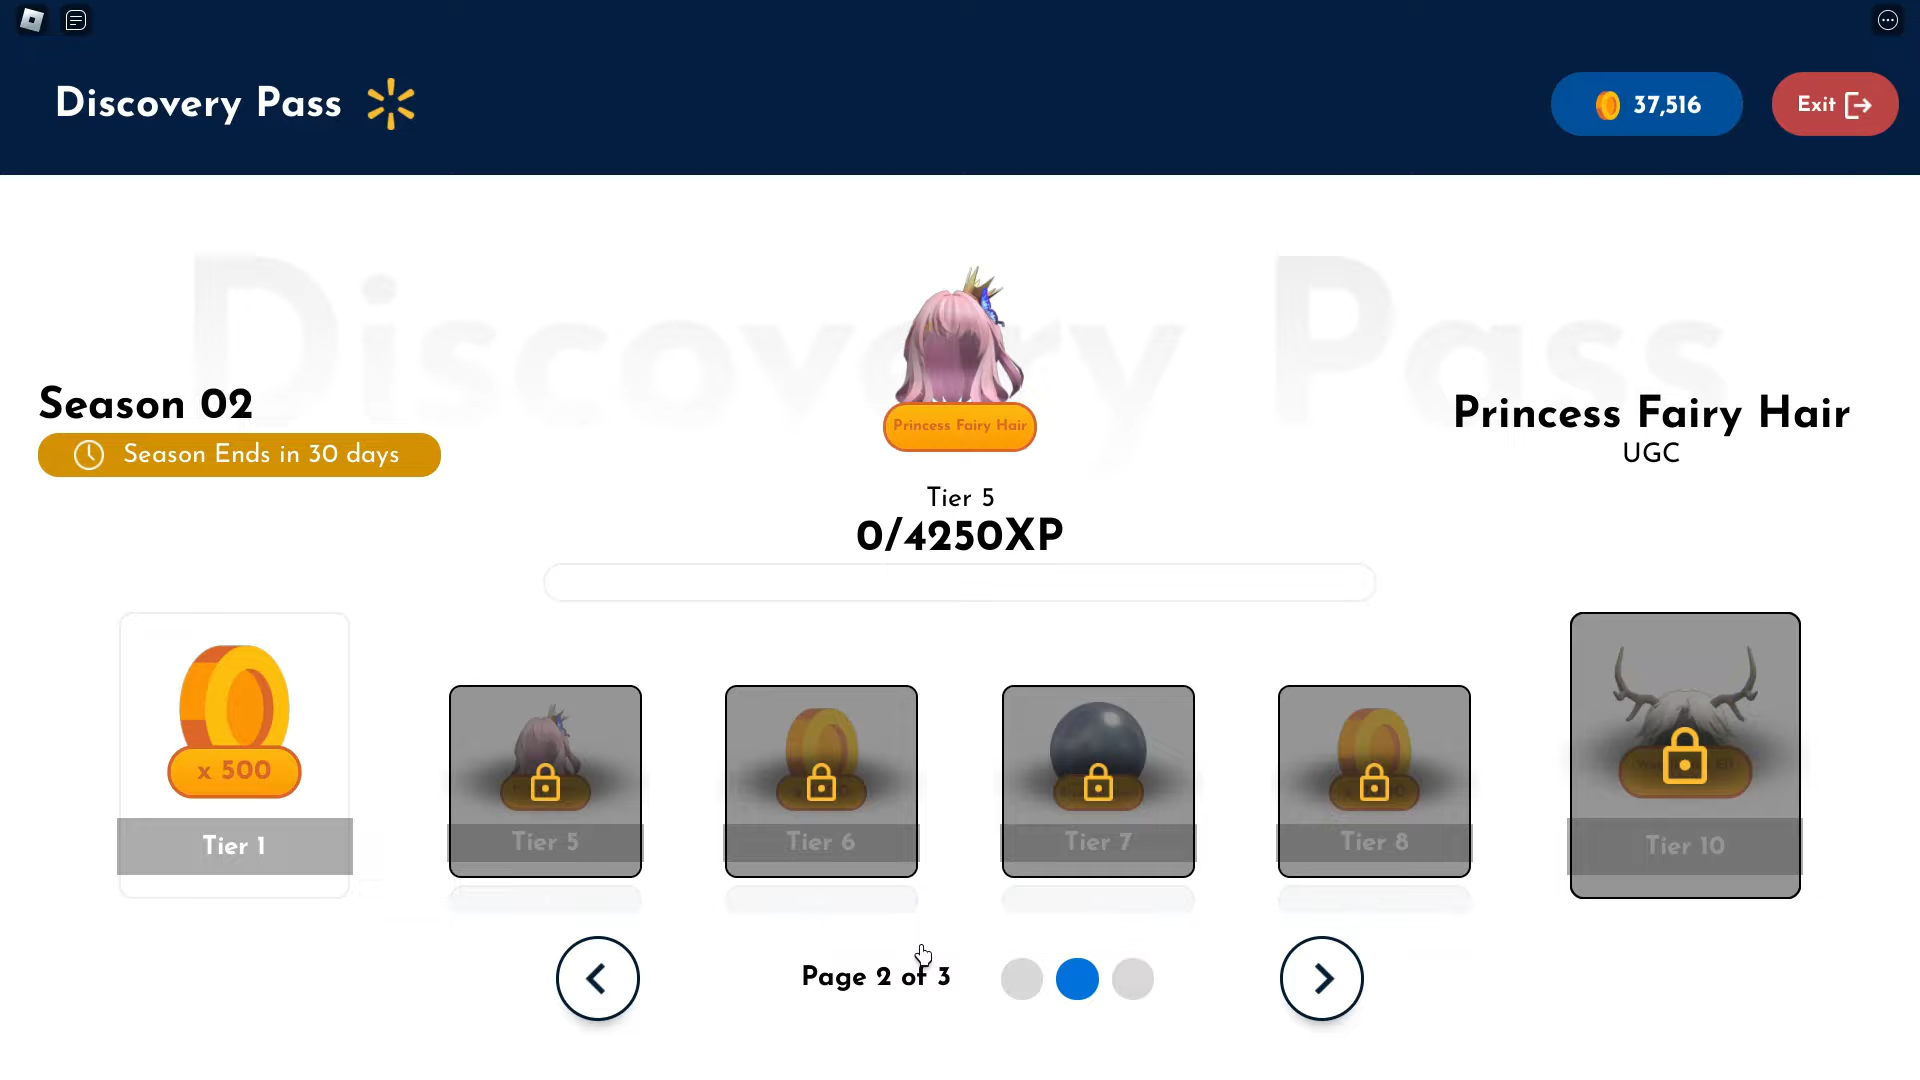 Discovery Pass
37,516
Exit
Discovery Pass
Season 02
Season Ends in 30 days
Princess Fairy Hair
Princess Fairy Hair
UGC
Tier 5
0/4250XP
x 500
Tier 1
Tier 5
Tier 6
Tier 7
Tier 8
Tier 10
Page 2 of 3